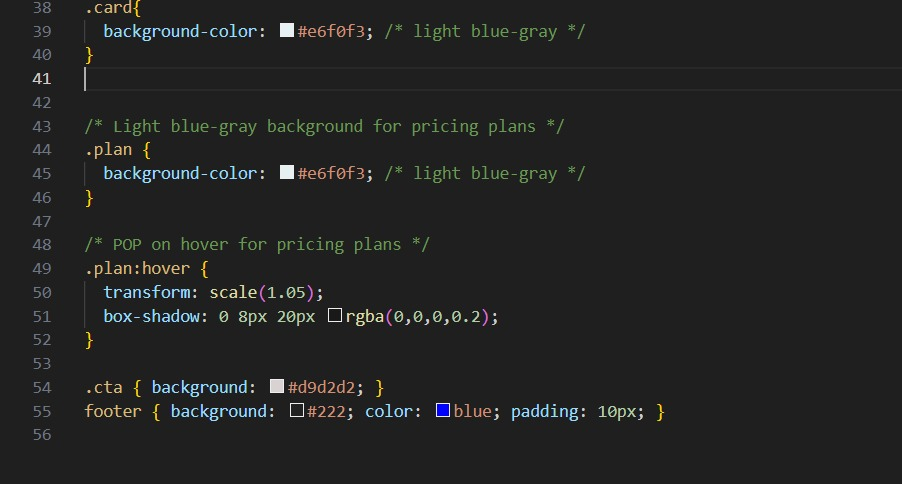 38 .card{
39 background-color: #e6f0f3; /* light blue-gray */
40 }
41
42
43 /* Light blue-gray background for pricing plans */
44 .plan {
45 background-color: #e6f0f3; /* light blue-gray */
46 }
47
48 /* POP on hover for pricing plans */
49 .plan:hover {
50 transform: scale(1.05);
51 box-shadow: 0 8px 20px rgba(0,0,0,0.2);
52 }
53
54 .cta { background: #d9d2d2; }
55 footer { background: #222; color: blue; padding: 10px; }
56